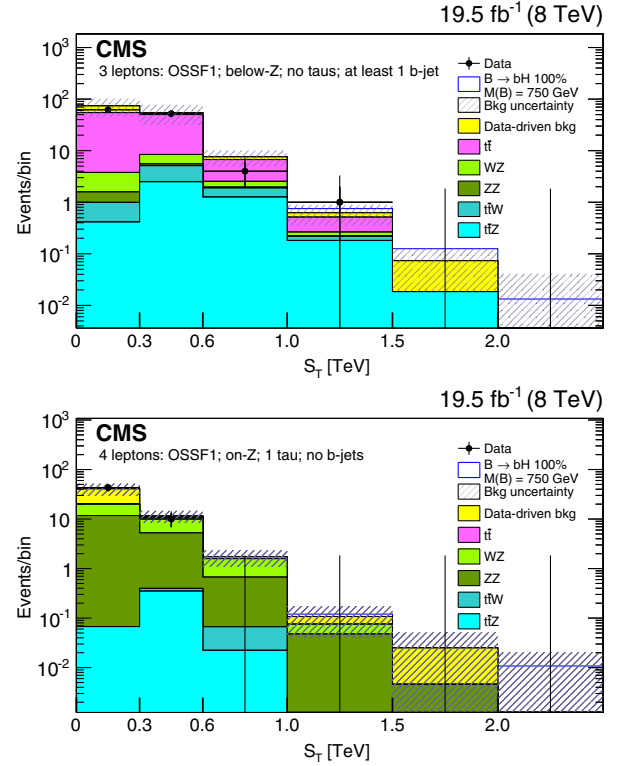 19.5 fb⁻¹ (8 TeV)
CMS
3 leptons: OSSF1; below-Z; no taus; at least 1 b-jet
Data
B → bH 100%
M(B) = 750 GeV
Bkg uncertainty
Data-driven bkg
tt̄
WZ
ZZ
tt̄W
tt̄Z
Events/bin
10³
10²
10
1
10⁻¹
10⁻²
0 0.3 0.6 1.0 1.5 2.0
S_T [TeV]
19.5 fb⁻¹ (8 TeV)
CMS
4 leptons: OSSF1; on-Z; 1 tau; no b-jets
Data
B → bH 100%
M(B) = 750 GeV
Bkg uncertainty
Data-driven bkg
tt̄
WZ
ZZ
tt̄W
tt̄Z
Events/bin
10³
10²
10
1
10⁻¹
10⁻²
0 0.3 0.6 1.0 1.5 2.0
S_T [TeV]